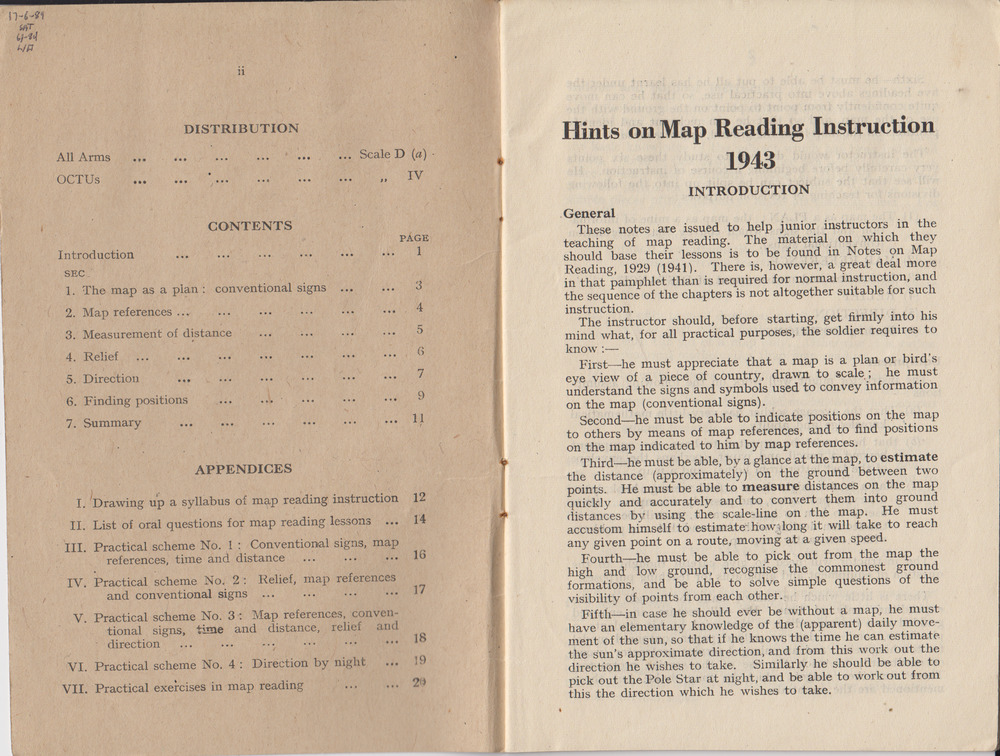 17-6-89
ii
DISTRIBUTION
All Arms ... ... ... ... ... ... Scale D (a)
OCTUs ... ... ... ... ... ... „ IV
CONTENTS
PAGE
Introduction ... ... ... ... ... ... 1
SEC
1. The map as a plan : conventional signs ... ... 3
2. Map references ... ... ... ... ... ... 4
3. Measurement of distance ... ... ... ... 5
4. Relief ... ... ... ... ... ... ... 6
5. Direction ... ... ... ... ... ... 7
6. Finding positions ... ... ... ... ... 9
7. Summary ... ... ... ... ... ... 11
APPENDICES
I. Drawing up a syllabus of map reading instruction 12
II. List of oral questions for map reading lessons ... 14
III. Practical scheme No. 1 : Conventional signs, map
references, time and distance ... ... ... 16
IV. Practical scheme No. 2 : Relief, map references
and conventional signs ... ... ... ... 17
V. Practical scheme No. 3 : Map references, conven-
tional signs, time and distance, relief and
direction ... ... ... ... ... ... 18
VI. Practical scheme No. 4 : Direction by night ... 19
VII. Practical exercises in map reading ... ... 20
Hints on Map Reading Instruction
1943
INTRODUCTION
General
These notes are issued to help junior instructors in the
teaching of map reading. The material on which they
should base their lessons is to be found in Notes on Map
Reading, 1929 (1941). There is, however, a great deal more
in that pamphlet than is required for normal instruction, and
the sequence of the chapters is not altogether suitable for such
instruction.
The instructor should, before starting, get firmly into his
mind what, for all practical purposes, the soldier requires to
know :—
First—he must appreciate that a map is a plan or bird's
eye view of a piece of country, drawn to scale ; he must
understand the signs and symbols used to convey information
on the map (conventional signs).
Second—he must be able to indicate positions on the map
to others by means of map references, and to find positions
on the map indicated to him by map references.
Third—he must be able, by a glance at the map, to estimate
the distance (approximately) on the ground between two
points. He must be able to measure distances on the map
quickly and accurately and to convert them into ground
distances by using the scale-line on the map. He must
accustom himself to estimate how long it will take to reach
any given point on a route, moving at a given speed.
Fourth—he must be able to pick out from the map the
high and low ground, recognise the commonest ground
formations, and be able to solve simple questions of the
visibility of points from each other.
Fifth—in case he should ever be without a map, he must
have an elementary knowledge of the (apparent) daily move-
ment of the sun, so that if he knows the time he can estimate
the sun's approximate direction, and from this work out the
direction he wishes to take. Similarly he should be able to
pick out the Pole Star at night, and be able to work out from
this the direction which he wishes to take.